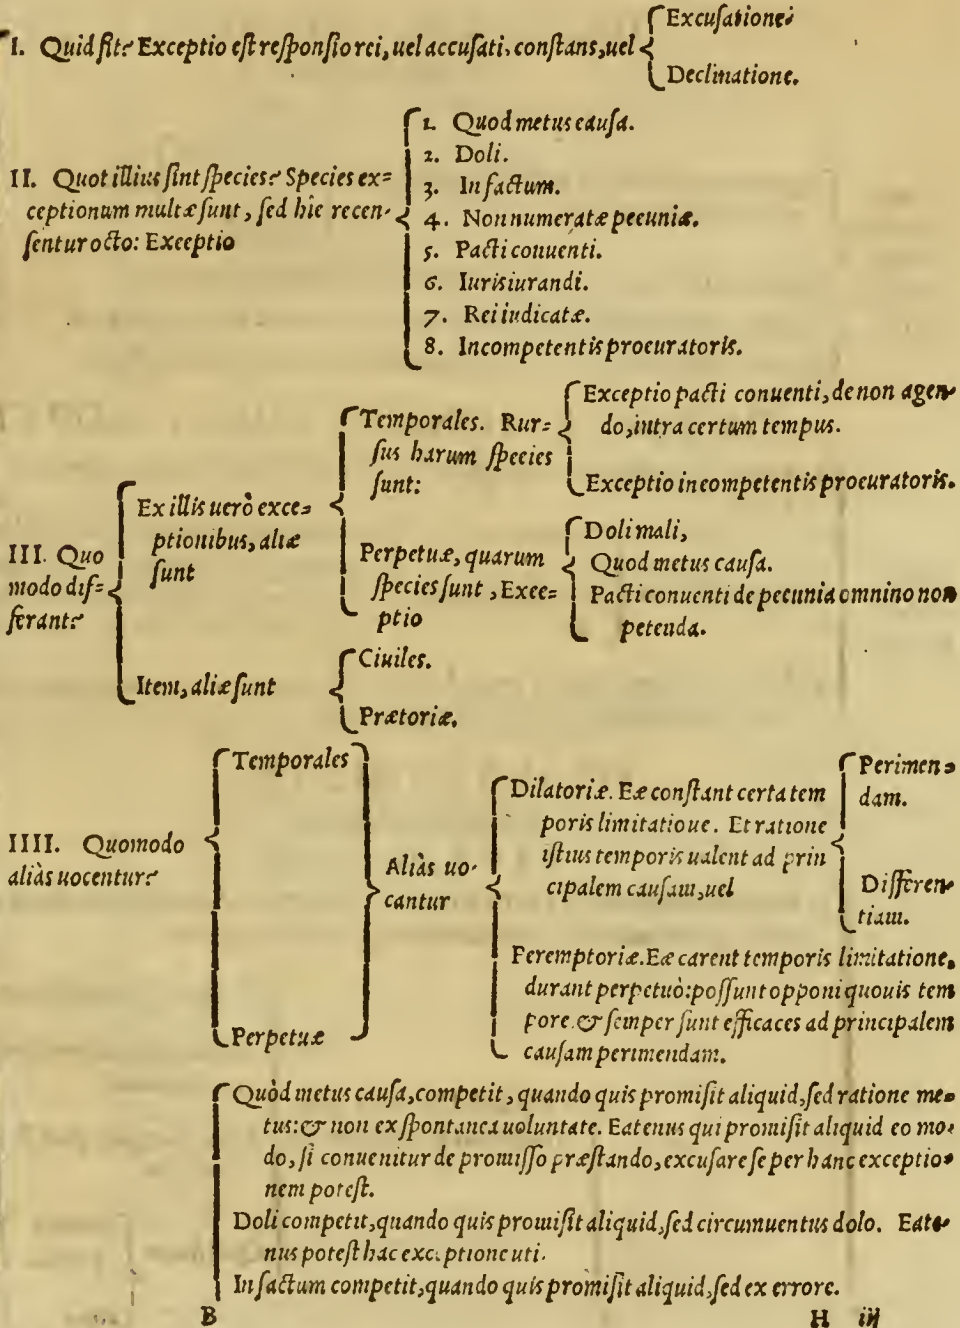 I. Quid ſit? Exceptio eſt reſponſio rei, uel accuſati, conſtans, uel
Excuſatione;
Declinatione.
II. Quot illius ſint ſpecies? Species ex=
ceptionum multæ ſunt, ſed hic recen-
ſentur octo: Exceptio
1. Quod metus cauſa.
2. Doli.
3. In factum.
4. Non numeratæ pecuniæ.
5. Pacti conuenti.
6. Iurisiurandi.
7. Rei iudicatæ.
8. Incompetentis procuratoris.
III. Quo
modo dif=
ferant?
Ex illis uerò exce=
ptionibus, aliæ
ſunt
Temporales. Rur=
ſus harum ſpecies
ſunt:
Exceptio pacti conuenti, de non agen-
do, intra certum tempus.
Exceptio incompetentis procuratoris.
Perpetuæ, quarum
ſpecies ſunt, Exce=
ptio
Doli mali,
Quod metus cauſa.
Pacti conuenti de pecunia omnino non
petenda.
Item, aliæ ſunt
Ciuiles.
Prætoriæ.
IIII. Quomodo
aliàs uocentur?
Temporales
Perpetuæ
Aliàs uo-
cantur
Dilatoriæ. Eæ conſtant certa tem
poris limitatione. Et ratione
iſtius temporis ualent ad prin
cipalem cauſam, uel
Perimen=
dam.
Differen-
tiam.
Peremptoriæ. Eæ carent temporis limitatione,
durant perpetuò: poſſunt opponi quouis tem
pore. & ſemper ſunt efficaces ad principalem
cauſam perimendam.
Quòd metus cauſa, competit, quando quis promiſit aliquid, ſed ratione me=
tus: & non ex ſpontanea uoluntate. Eatenus qui promiſit aliquid eo mo=
do, ſi conuenitur de promiſſo præſtando, excuſare ſe per hanc exceptio=
nem poteſt.
Doli competit, quando quis promiſit aliquid, ſed circumuentus dolo. Eate-
nus poteſt hac exceptione uti.
In factum competit, quando quis promiſit aliquid, ſed ex errore.
B H iij